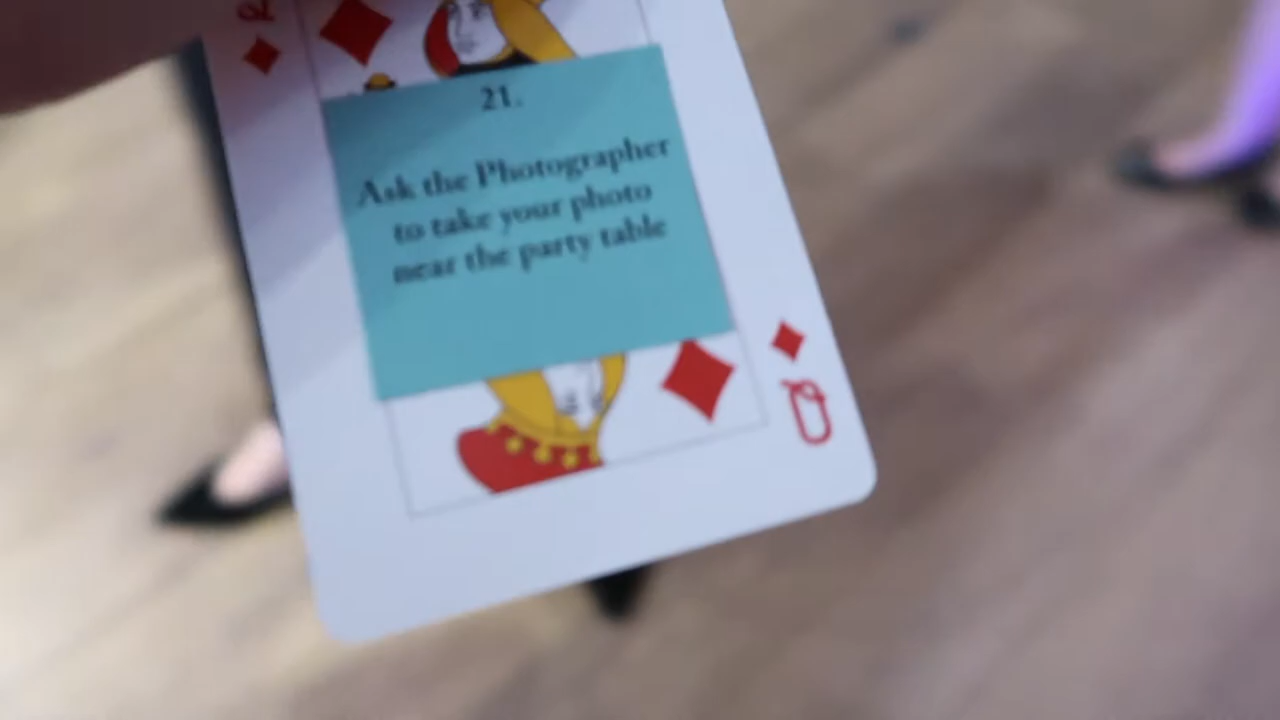 Q
21.
Ask the Photographer
to take your photo
near the party table
Q